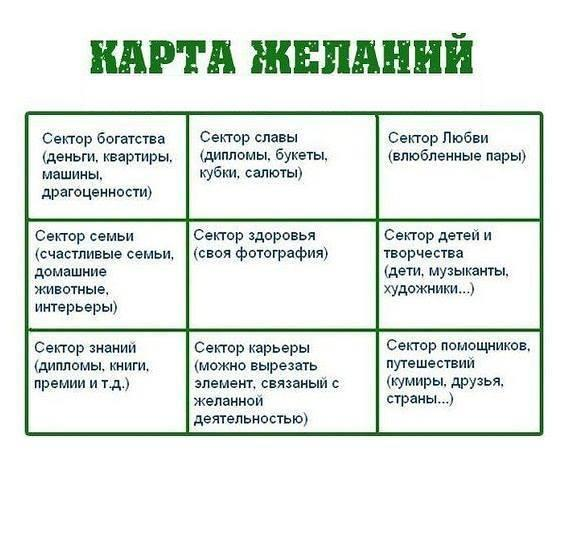 КАРТА ЖЕЛАНИЙ
Сектор богатства
(деньги, квартиры,
машины,
драгоценности)
Сектор славы
(дипломы, букеты,
кубки, салюты)
Сектор Любви
(влюбленные пары)
Сектор семьи
(счастливые семьи,
домашние
животные,
интерьеры)
Сектор здоровья
(своя фотография)
Сектор детей и
творчества
(дети, музыканты,
художники...)
Сектор знаний
(дипломы, книги,
премии и т.д.)
Сектор карьеры
(можно вырезать
элемент, связаный с
желанной
деятельностью)
Сектор помощников,
путешествий
(кумиры, друзья,
страны...)